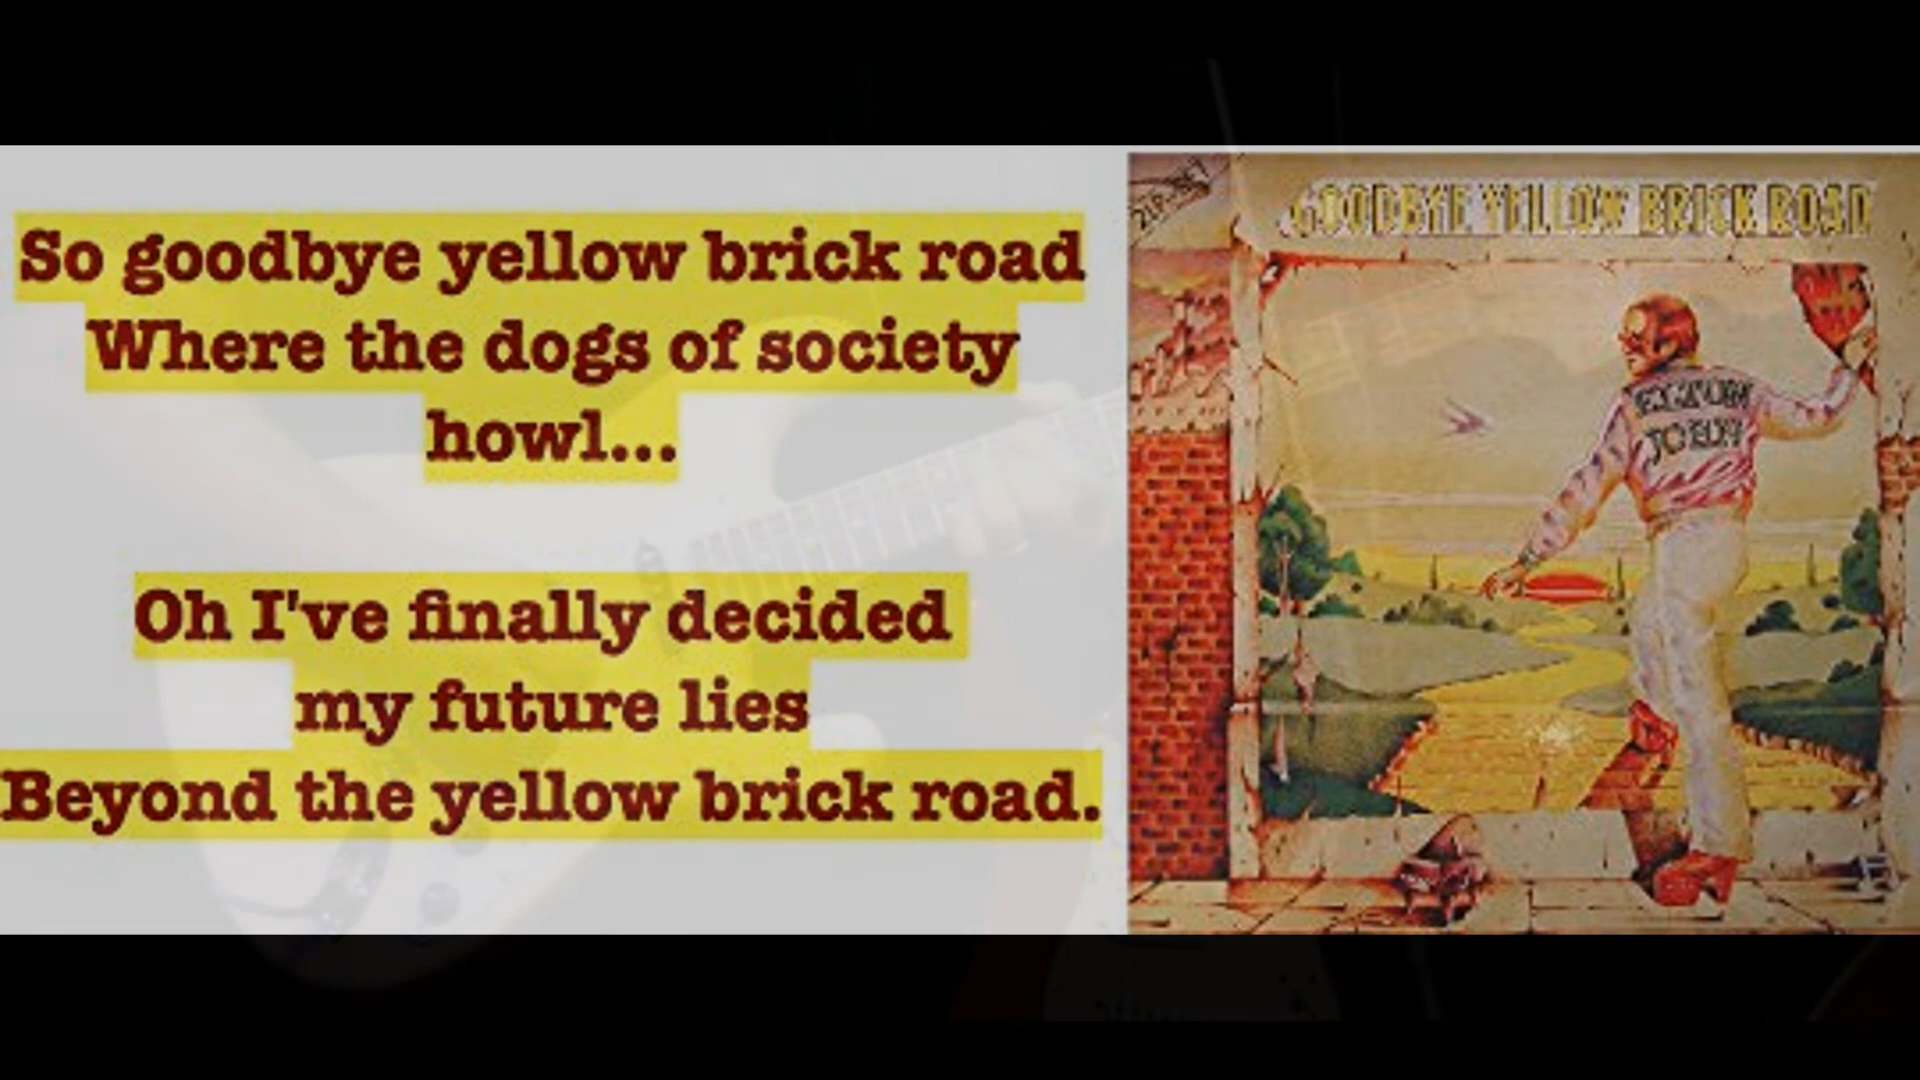 So goodbye yellow brick road
Where the dogs of society
howl...
Oh I've finally decided
my future lies
Beyond the yellow brick road.
GOODBYE YELLOW BRICK ROAD
ELTON
JOHN